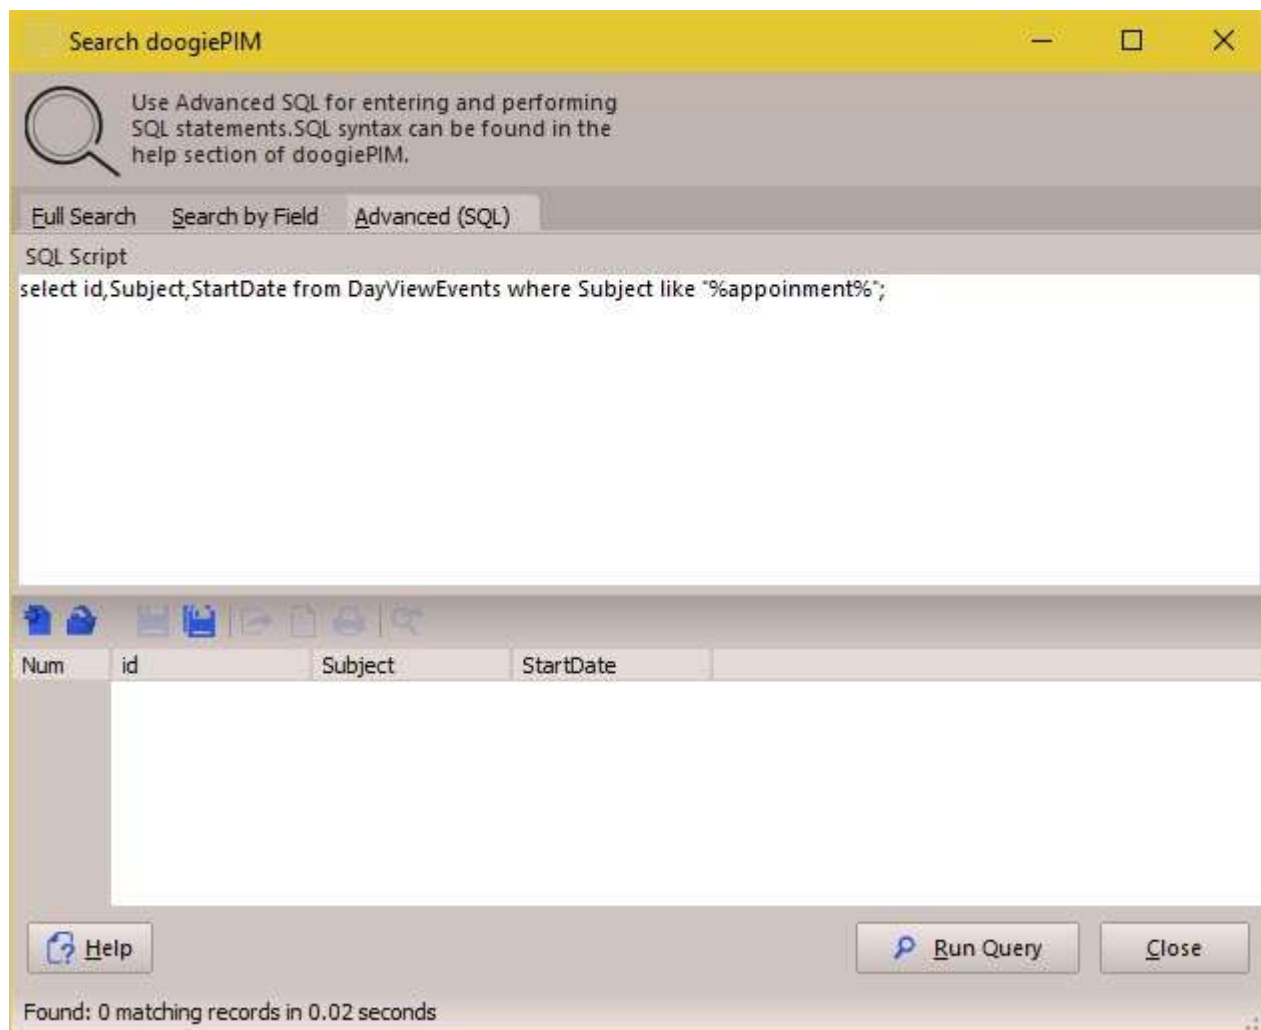 Search doogiePIM
Use Advanced SQL for entering and performing
SQL statements.SQL syntax can be found in the
help section of doogiePIM.
Full Search Search by Field Advanced (SQL)
SQL Script
select id,Subject,StartDate from DayViewEvents where Subject like "%appoinment%";
Num id Subject StartDate
Help Run Query Close
Found: 0 matching records in 0.02 seconds